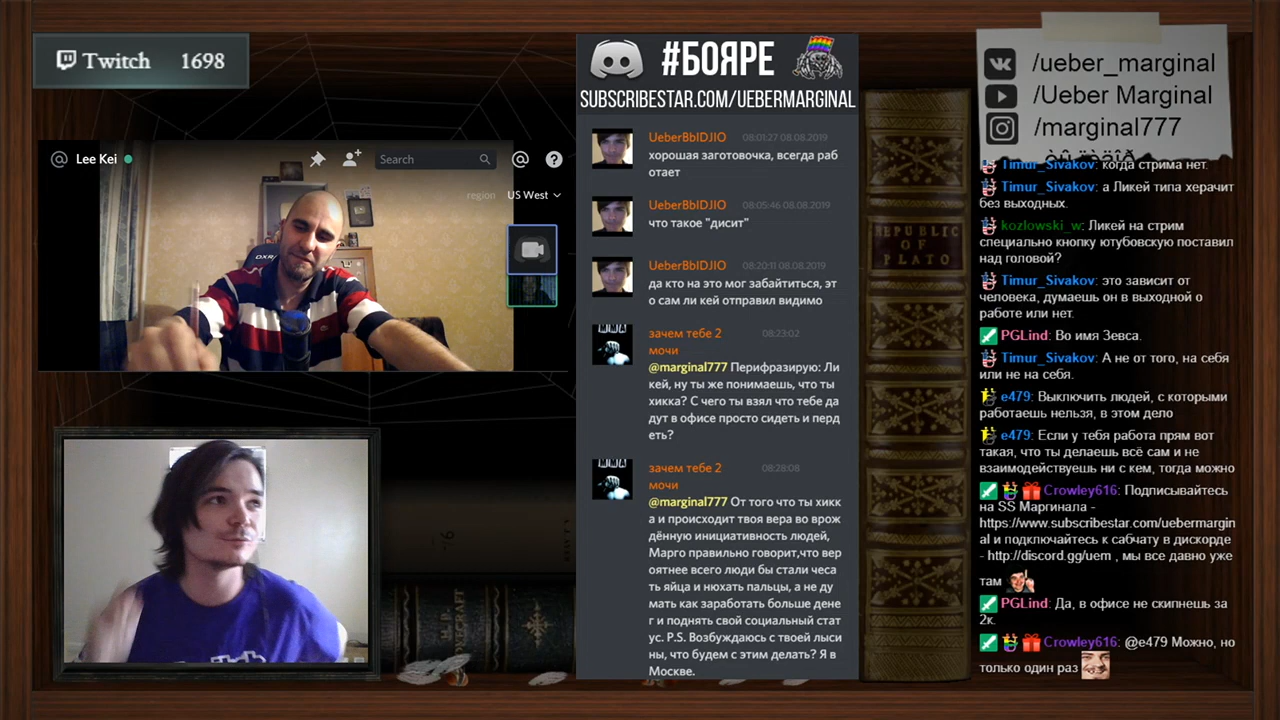 Twitch 1698
@ Lee Kei
Search
@
?
region US West
DXR
#БОЯРЕ
SUBSCRIBESTAR.COM/UEBERMARGINAL
UeberBbIDJIO 08:01:27 08.08.2019
хорошая заготовочка, всегда раб
отает
UeberBbIDJIO 08:05:46 08.08.2019
что такое "дисит"
UeberBbIDJIO 08:20:11 08.08.2019
да кто на это мог забайтиться, эт
о сам ли кей отправил видимо
зачем тебе 2 08:23:02
мочи
@marginal777 Перифразирую: Ли
кей, ну ты же понимаешь, что ты
хикка? С чего ты взял что тебе да
дут в офисе просто сидеть и перд
еть?
зачем тебе 2 08:28:08
мочи
@marginal777 От того что ты хикк
а и происходит твоя вера во врож
дённую инициативность людей,
Марго правильно говорит,что вер
оятнее всего люди бы стали чеса
ть яйца и нюхать пальцы, а не ду
мать как заработать больше дене
г и поднять свой социальный стат
ус. P.S. Возбуждаюсь с твоей лыси
ны, что будем с этим делать? Я в
Москве.
REPUBLIC
OF
PLATO
/ueber_marginal
/Ueber Marginal
/marginal777
Timur_Sivakov: когда стрима нет.
Timur_Sivakov: а Ликей типа херачит
без выходных.
kozlowski_w: Ликей на стрим
специально кнопку ютубовскую поставил
над головой?
Timur_Sivakov: это зависит от
человека, думаешь он в выходной о
работе или нет.
PGLind: Во имя Зевса.
Timur_Sivakov: А не от того, на себя
или не на себя.
e479: Выключить людей, с которыми
работаешь нельзя, в этом дело
e479: Если у тебя работа прям вот
такая, что ты делаешь всё сам и не
взаимодействуешь ни с кем, тогда можно
Crowley616: Подписывайтесь
на SS Маргинала -
https://www.subscribestar.com/uebermargin
al и подключайтесь к сабчату в дискорде
- http://discord.gg/uem , мы все давно уже
там
PGLind: Да, в офисе не скипнешь за
2к.
Crowley616: @e479 Можно, но
только один раз